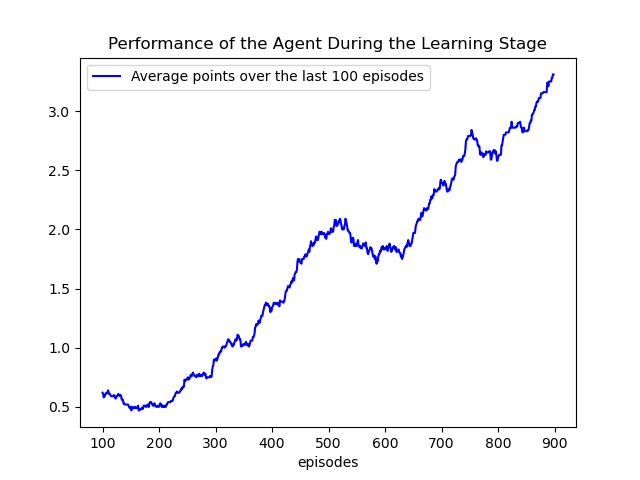 Performance of the Agent During the Learning Stage
Average points over the last 100 episodes
3.0
2.5
2.0
1.5
1.0
0.5
100 200 300 400 500 600 700 800 900
episodes